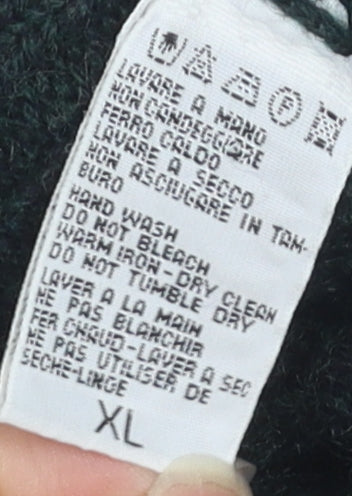 LAVARE A MANO
NON CANDEGGIARE
FERRO CALDO
LAVARE A SECCO
NON ASCIUGARE IN TAM-
BURO
HAND WASH
DO NOT BLEACH
WARM IRON-DRY CLEAN
DO NOT TUMBLE DRY
LAVER A LA MAIN
NE PAS BLANCHIR
FER CHAUD-LAVER A SEC
NE PAS UTILISER DE
SECHE-LINGE
XL